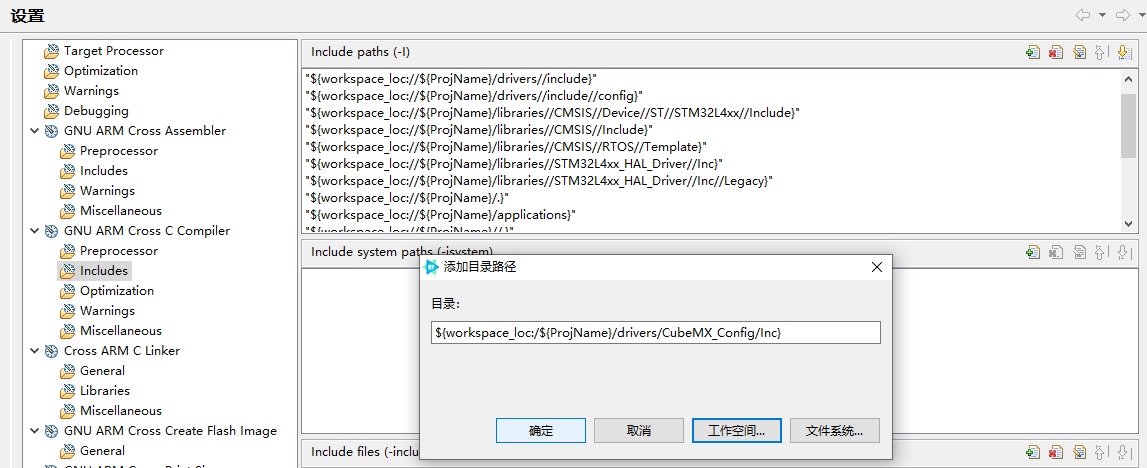 设置
Target Processor
Optimization
Warnings
Debugging
GNU ARM Cross Assembler
Preprocessor
Includes
Warnings
Miscellaneous
GNU ARM Cross C Compiler
Preprocessor
Includes
Optimization
Warnings
Miscellaneous
Cross ARM C Linker
General
Libraries
Miscellaneous
GNU ARM Cross Create Flash Image
General
Include paths (-I)
"${workspace_loc://${ProjName}/drivers//include}"
"${workspace_loc://${ProjName}/drivers//include//config}"
"${workspace_loc://${ProjName}/libraries//CMSIS//Device//ST//STM32L4xx//Include}"
"${workspace_loc://${ProjName}/libraries//CMSIS//Include}"
"${workspace_loc://${ProjName}/libraries//CMSIS//RTOS//Template}"
"${workspace_loc://${ProjName}/libraries//STM32L4xx_HAL_Driver//Inc}"
"${workspace_loc://${ProjName}/libraries//STM32L4xx_HAL_Driver//Inc//Legacy}"
"${workspace_loc://${ProjName}/.}"
"${workspace_loc://${ProjName}/applications}"
"${workspace_loc://${ProjName}//.}"
Include system paths (-isystem)
添加目录路径
目录:
${workspace_loc:/${ProjName}/drivers/CubeMX_Config/Inc}
确定
取消
工作空间...
文件系统...
Include files (-inclu